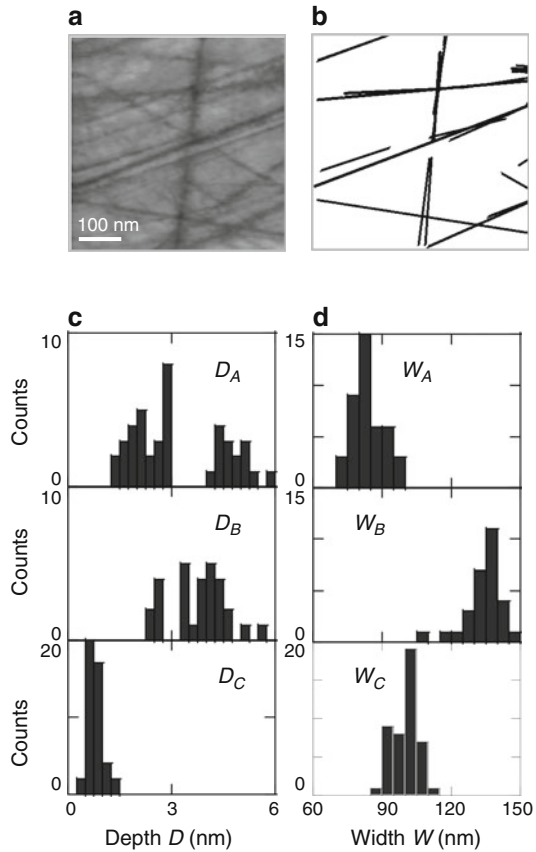 a
b
100 nm
c
d
10
D_A
Counts
0
15
W_A
0
10
D_B
Counts
0
15
W_B
0
20
D_C
Counts
0
0 3 6
Depth D (nm)
20
W_C
0
60 90 120 150
Width W (nm)